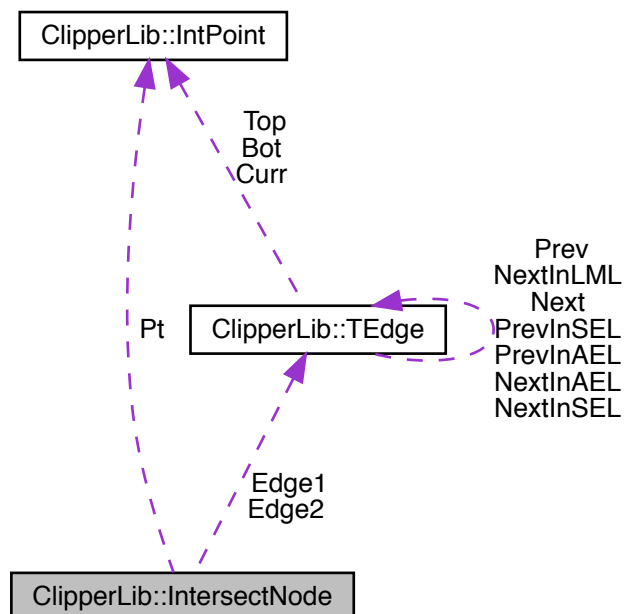 ClipperLib::IntPoint
Top
Bot
Curr
Prev
NextInLML
Next
PrevInSEL
PrevInAEL
NextInAEL
NextInSEL
Pt
ClipperLib::TEdge
Edge1
Edge2
ClipperLib::IntersectNode